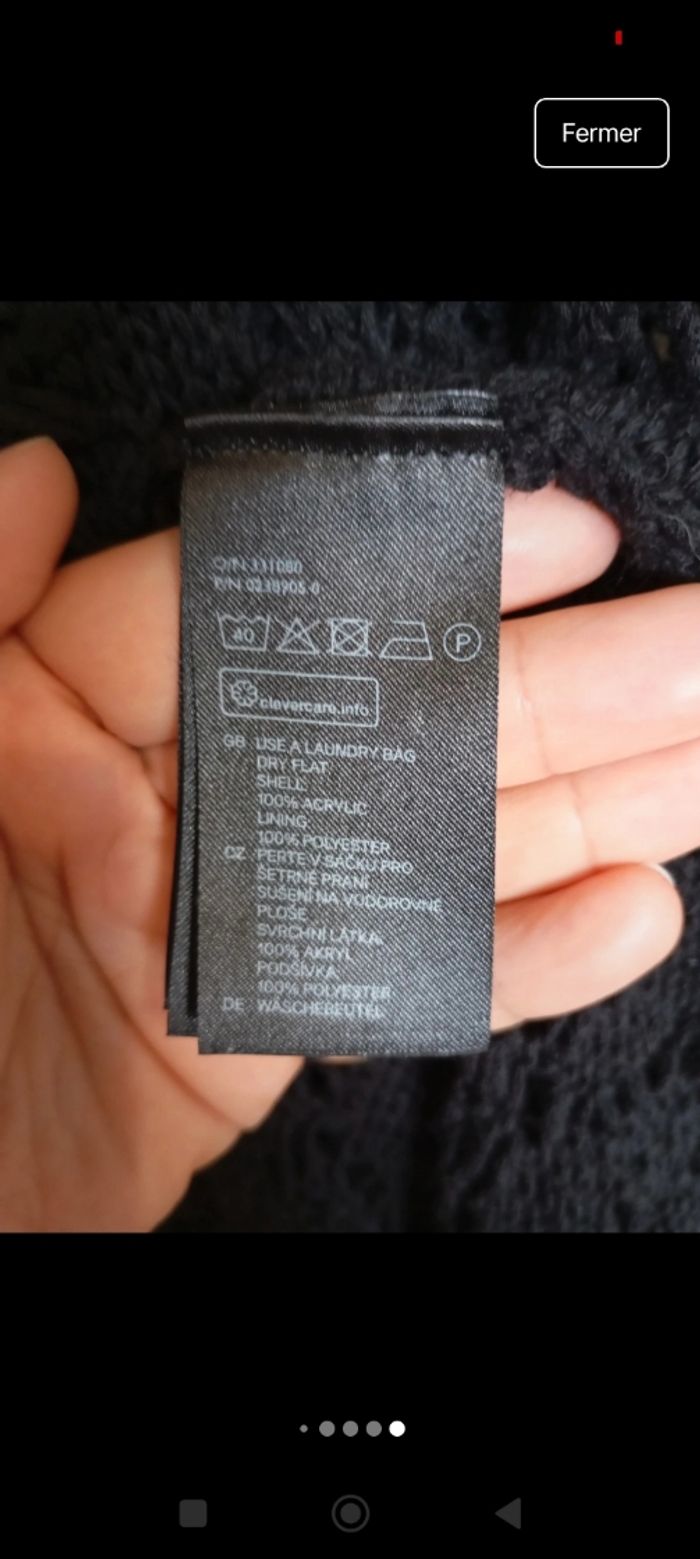 Fermer
O/N 331080
P/N 0238905-0
40
P
clevercare.info
GB USE A LAUNDRY BAG
DRY FLAT
SHELL
100% ACRYLIC
LINING
100% POLYESTER
CZ PERTE V SÁČKU PRO
ŠETRNÉ PRANÍ
SUŠENÍ NA VODOROVNÉ
PLOŠE
SVRCHNÍ LÁTKA
100% AKRYL
PODŠÍVKA
100% POLYESTER
DE WÄSCHEBEUTEL